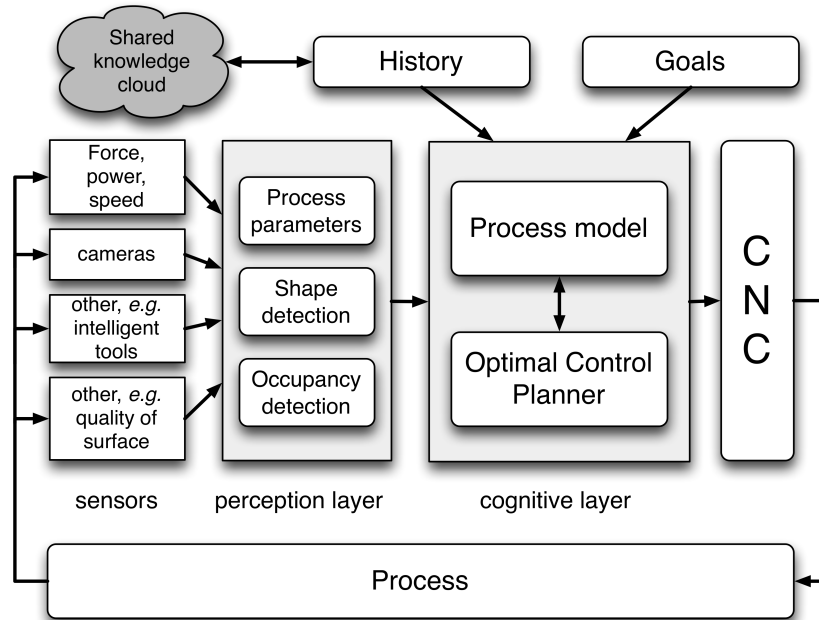 Shared
knowledge
cloud
History
Goals
Force,
power,
speed
cameras
other, e.g.
intelligent
tools
other, e.g.
quality of
surface
sensors
Process
parameters
Shape
detection
Occupancy
detection
perception layer
Process model
Optimal Control
Planner
cognitive layer
C
N
C
Process